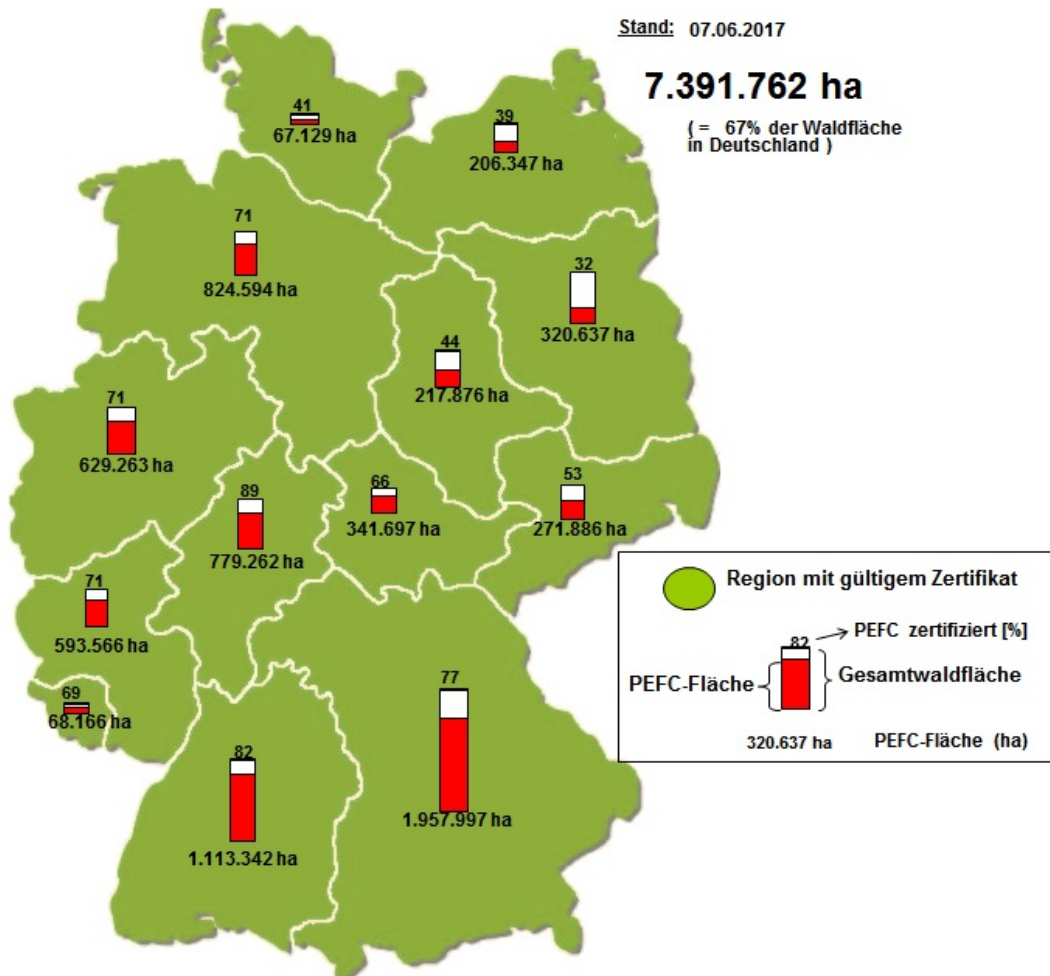 Stand: 07.06.2017
7.391.762 ha
( = 67% der Waldfläche
in Deutschland )
41
67.129 ha
39
206.347 ha
71
824.594 ha
32
320.637 ha
44
217.876 ha
71
629.263 ha
89
779.262 ha
66
341.697 ha
53
271.886 ha
71
593.566 ha
69
68.166 ha
82
1.113.342 ha
77
1.957.997 ha
Region mit gültigem Zertifikat
82
PEFC zertifiziert [%]
PEFC-Fläche
Gesamtwaldfläche
320.637 ha PEFC-Fläche (ha)